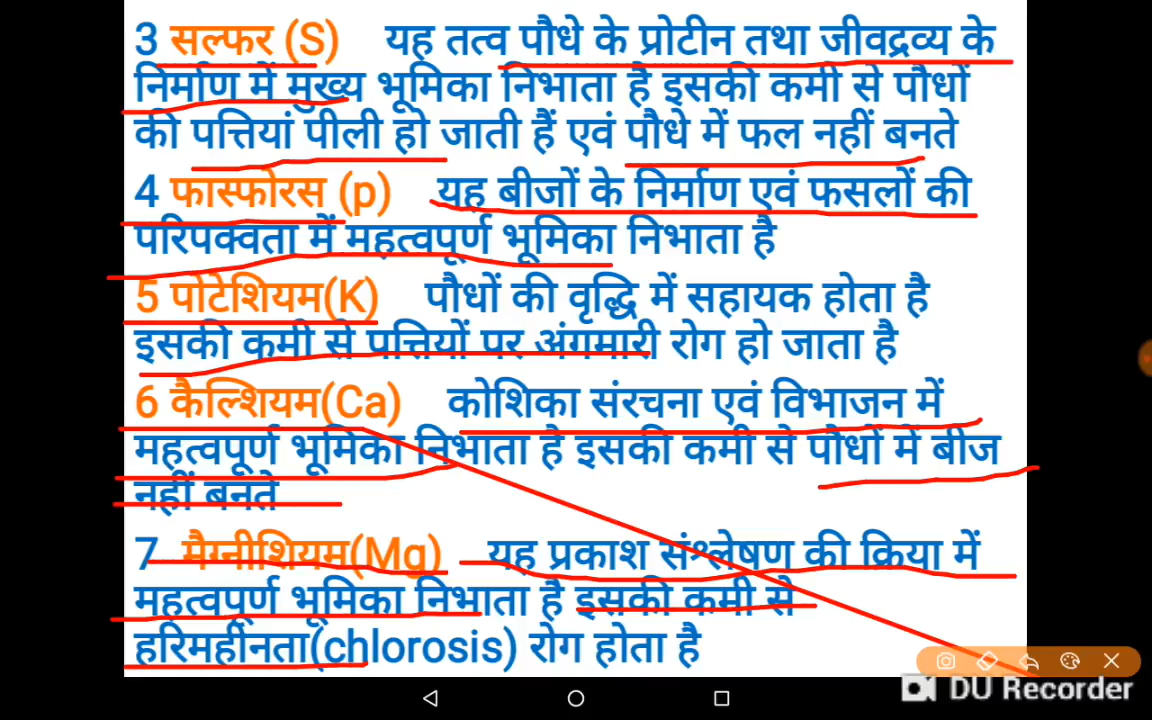 3 सल्फर (S) यह तत्व पौधे के प्रोटीन तथा जीवद्रव्य के
निर्माण में मुख्य भूमिका निभाता है इसकी कमी से पौधों
की पत्तियां पीली हो जाती हैं एवं पौधे में फल नहीं बनते
4 फास्फोरस (p) यह बीजों के निर्माण एवं फसलों की
परिपक्वता में महत्वपूर्ण भूमिका निभाता है
5 पोटेशियम(K) पौधों की वृद्धि में सहायक होता है
इसकी कमी से पत्तियों पर अंगमारी रोग हो जाता है
6 कैल्शियम(Ca) कोशिका संरचना एवं विभाजन में
महत्वपूर्ण भूमिका निभाता है इसकी कमी से पौधों में बीज
नहीं बनते
7 मैग्नीशियम(Mg) यह प्रकाश संश्लेषण की क्रिया में
महत्वपूर्ण भूमिका निभाता है इसकी कमी से
हरिमहीनता(chlorosis) रोग होता है
DU Recorder